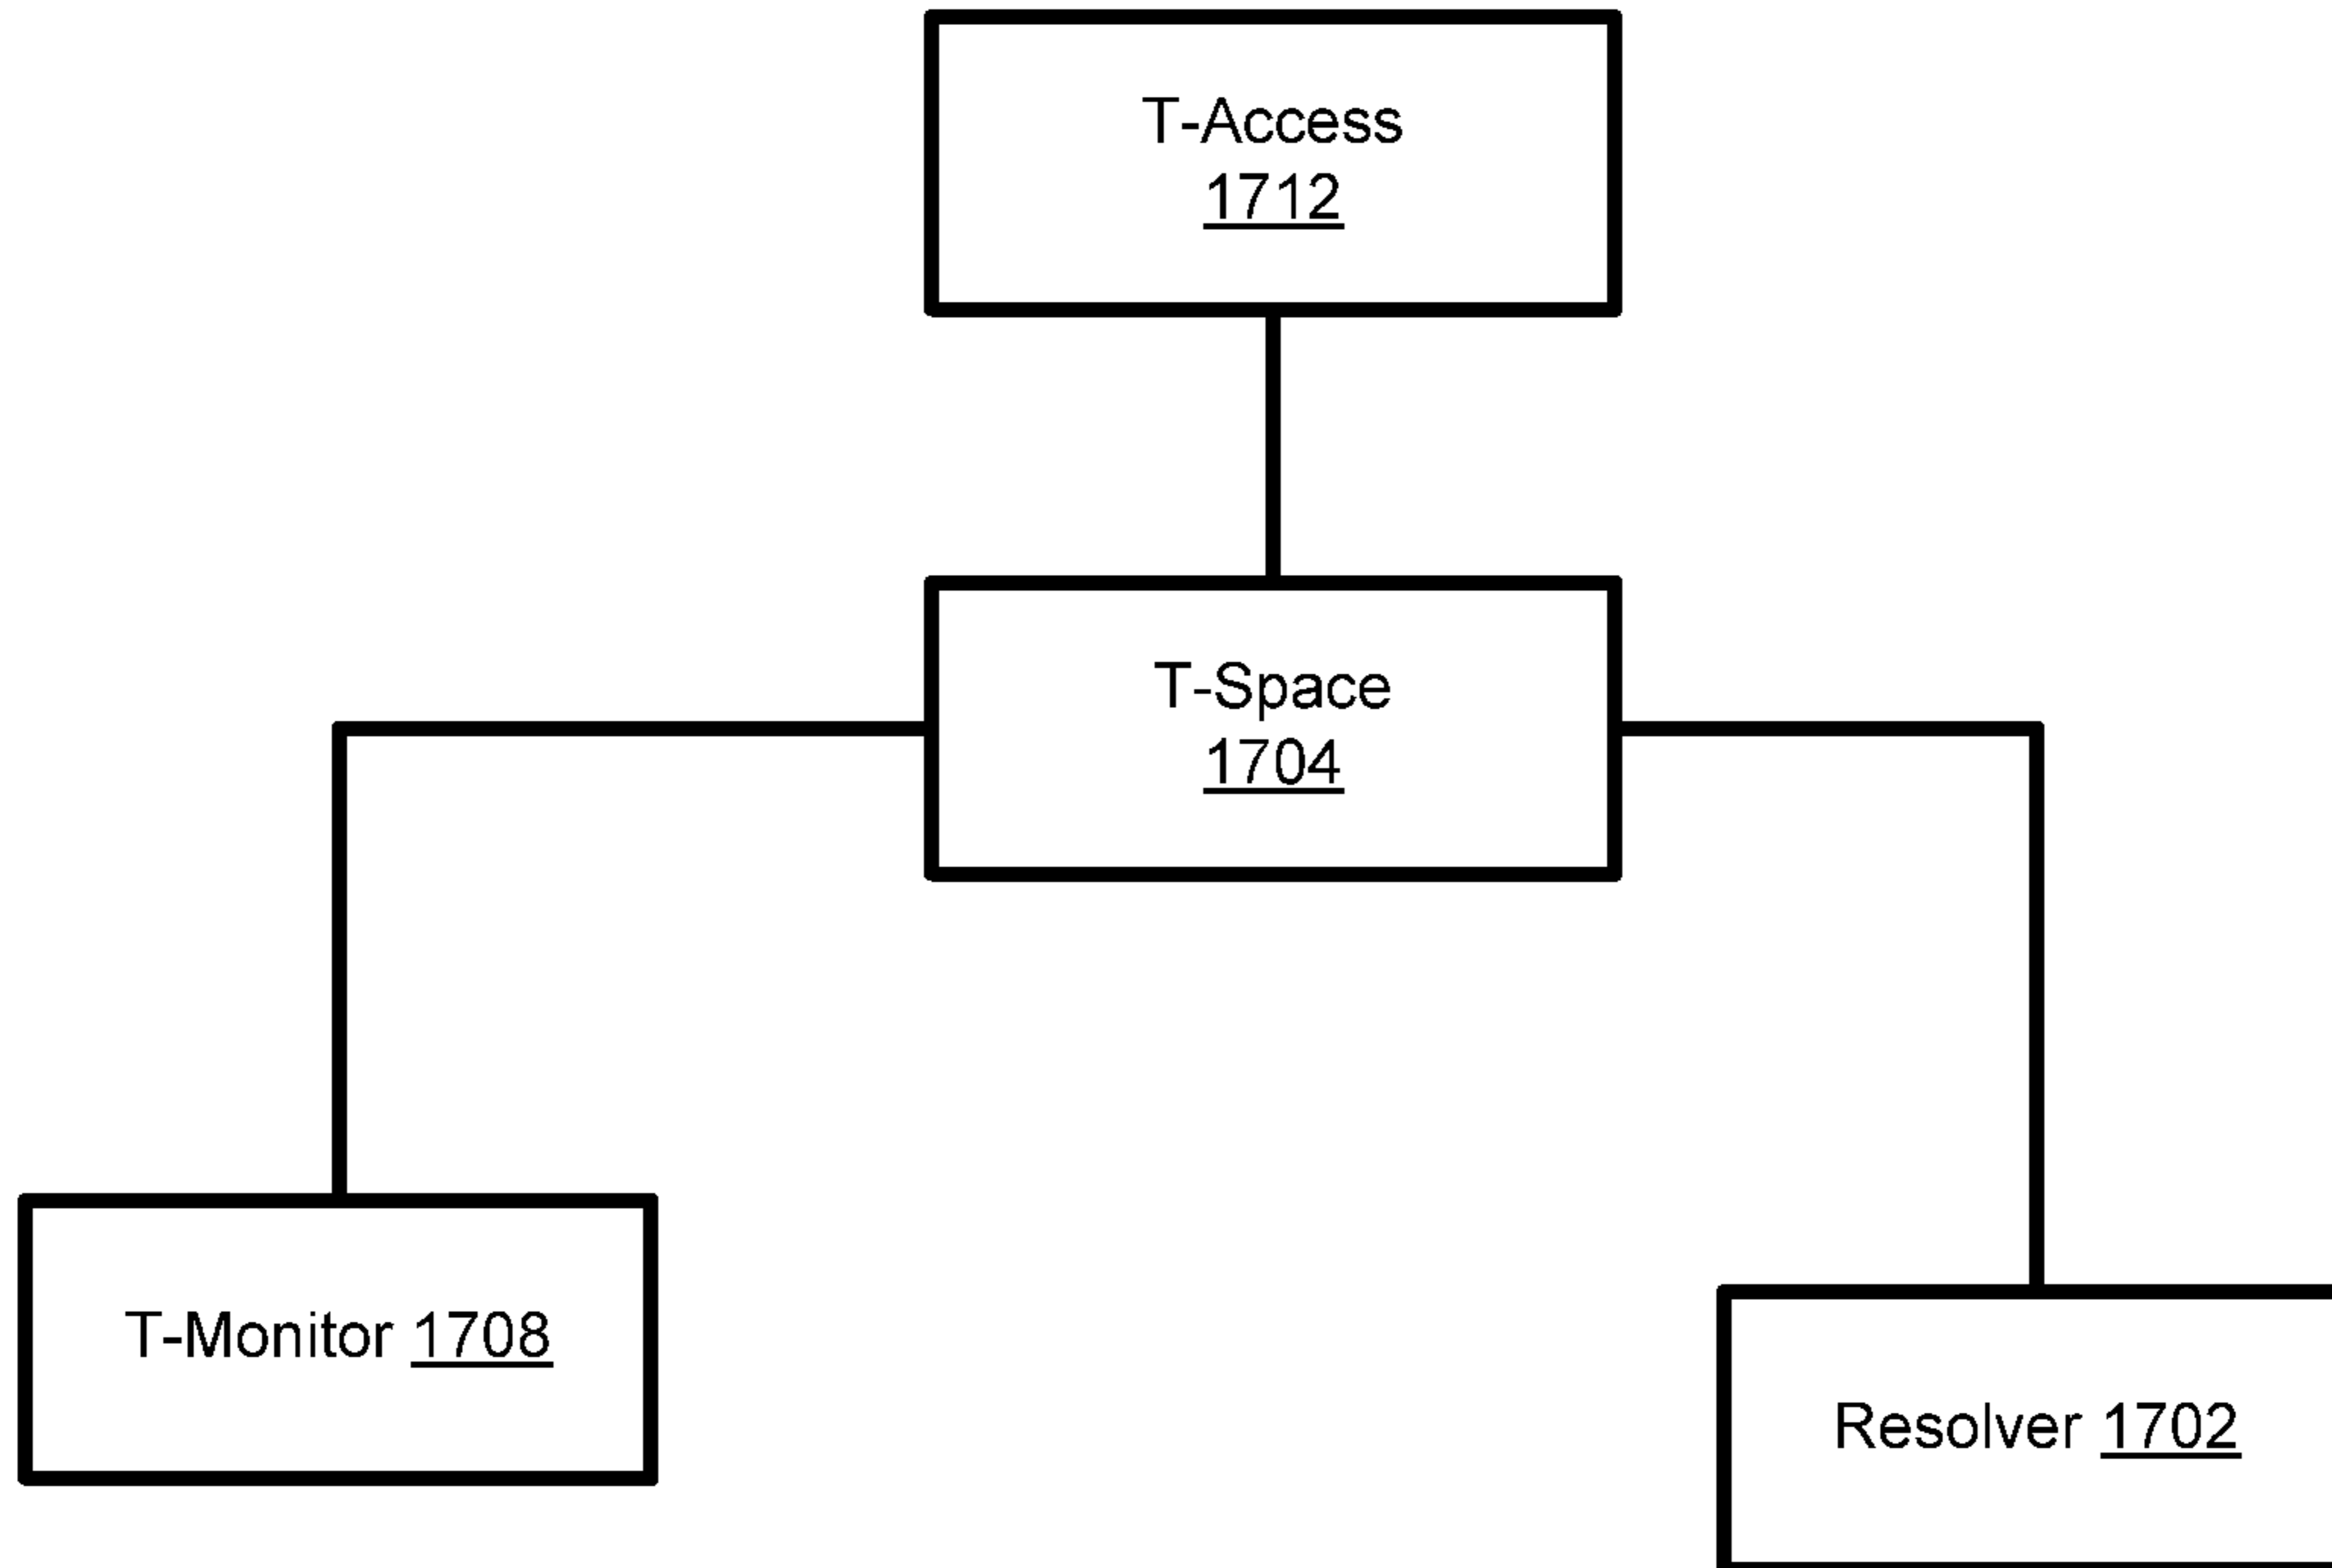 T-Access
1712
T-Space
1704
T-Monitor 1708
Resolver 1702